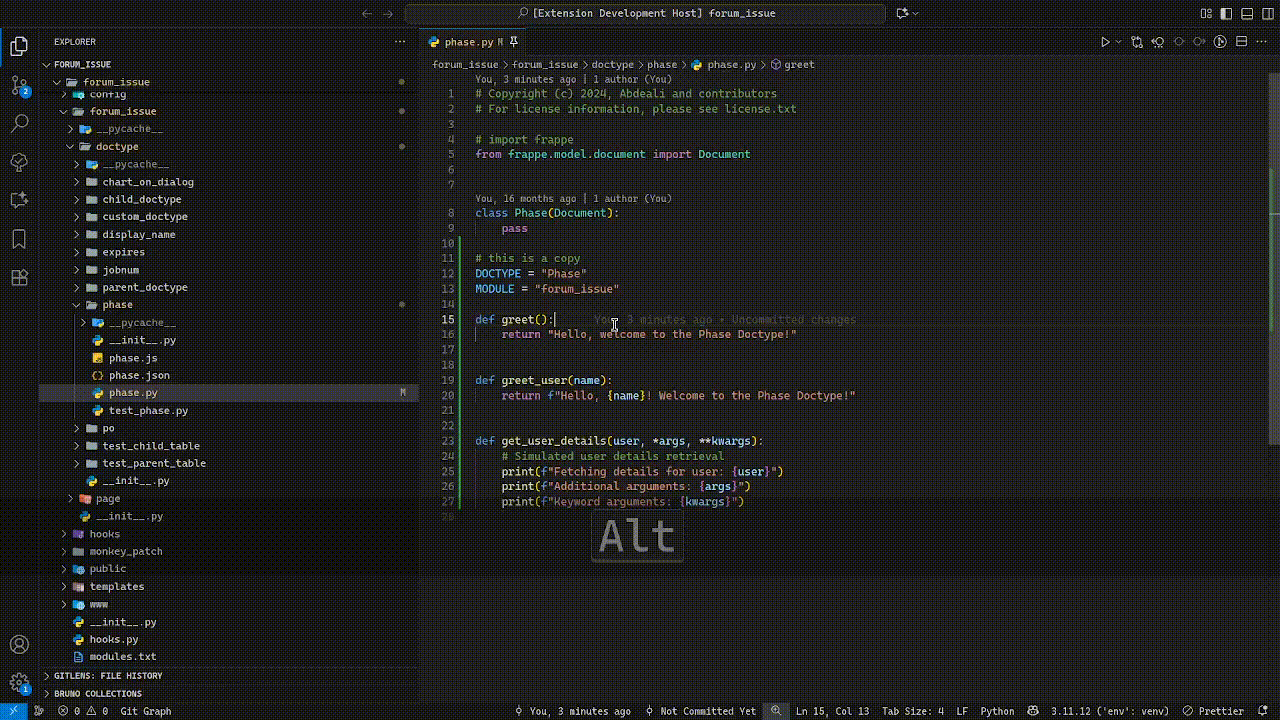 [Extension Development Host] forum_issue
EXPLORER
FORUM_ISSUE
forum_issue
config
forum_issue
__pycache__
doctype
__pycache__
chart_on_dialog
child_doctype
custom_doctype
display_name
expires
jobnum
parent_doctype
phase
__pycache__
__init__.py
phase.js
phase.json
phase.py M
test_phase.py
po
test_child_table
test_parent_table
__init__.py
page
__init__.py
hooks
monkey_patch
public
templates
www
__init__.py
hooks.py
modules.txt
GITLENS: FILE HISTORY
BRUNO COLLECTIONS
2
1
phase.py M
forum_issue > forum_issue > doctype > phase > phase.py > greet
You, 3 minutes ago | 1 author (You)
1 # Copyright (c) 2024, Abdeali and contributors
2 # For license information, please see license.txt
3
4 # import frappe
5 from frappe.model.document import Document
6
7
You, 16 months ago | 1 author (You)
8 class Phase(Document):
9 pass
10
11 # this is a copy
12 DOCTYPE = "Phase"
13 MODULE = "forum_issue"
14
15 def greet(): You, 3 minutes ago • Uncommitted changes
16 return "Hello, welcome to the Phase Doctype!"
17
18
19 def greet_user(name):
20 return f"Hello, {name}! Welcome to the Phase Doctype!"
21
22
23 def get_user_details(user, *args, **kwargs):
24 # Simulated user details retrieval
25 print(f"Fetching details for user: {user}")
26 print(f"Additional arguments: {args}")
27 print(f"Keyword arguments: {kwargs}")
28
Alt
0 0 Git Graph You, 3 minutes ago Not Committed Yet Ln 15, Col 13 Tab Size: 4 LF Python 3.11.12 ('env': venv) Prettier